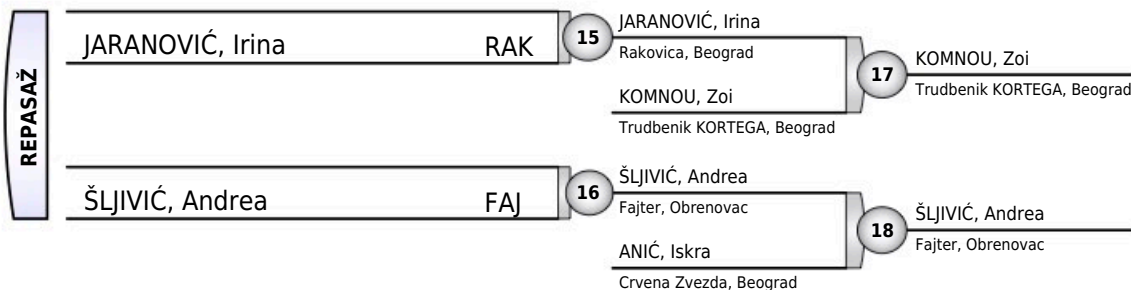 REPASAŽ
JARANOVIĆ, Irina RAK
15
JARANOVIĆ, Irina
Rakovica, Beograd
KOMNOU, Zoi
Trudbenik KORTEGA, Beograd
17
KOMNOU, Zoi
Trudbenik KORTEGA, Beograd
ŠLJIVIĆ, Andrea FAJ
16
ŠLJIVIĆ, Andrea
Fajter, Obrenovac
ANIĆ, Iskra
Crvena Zvezda, Beograd
18
ŠLJIVIĆ, Andrea
Fajter, Obrenovac